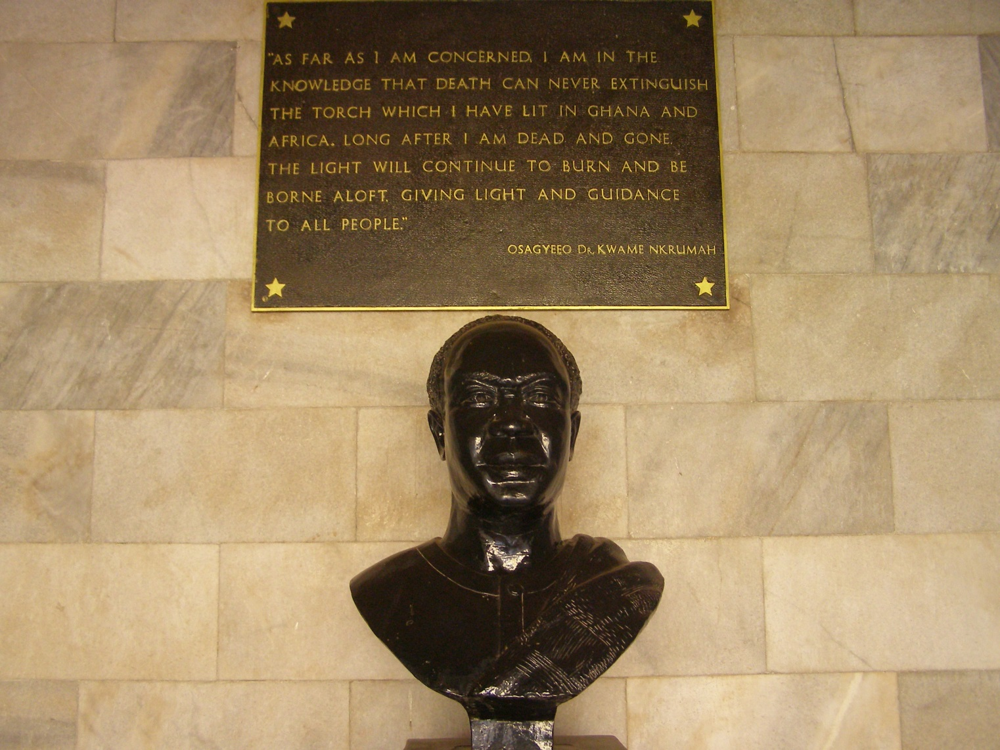 "AS FAR AS I AM CONCERNED, I AM IN THE
KNOWLEDGE THAT DEATH CAN NEVER EXTINGUISH
THE TORCH WHICH I HAVE LIT IN GHANA AND
AFRICA. LONG AFTER I AM DEAD AND GONE,
THE LIGHT WILL CONTINUE TO BURN AND BE
BORNE ALOFT, GIVING LIGHT AND GUIDANCE
TO ALL PEOPLE."
OSAGYEEO DR. KWAME NKRUMAH